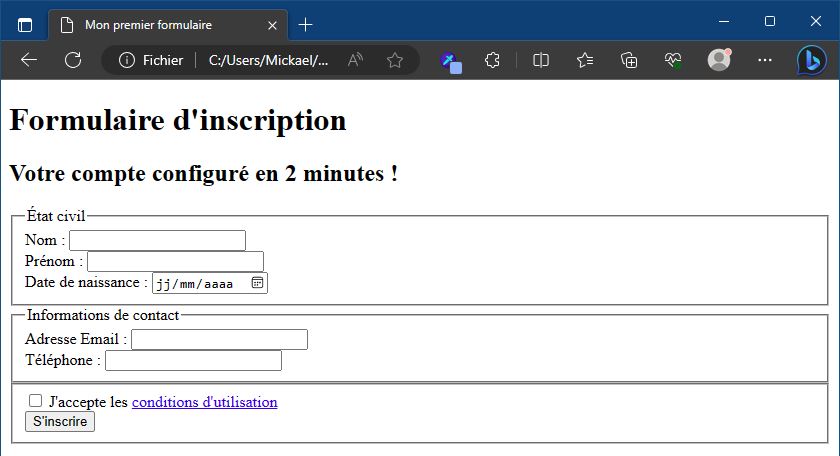 Mon premier formulaire
Fichier C:/Users/Mickael/...
Formulaire d'inscription
Votre compte configuré en 2 minutes !
État civil
Nom :
Prénom :
Date de naissance : jj/mm/aaaa
Informations de contact
Adresse Email :
Téléphone :
J'accepte les conditions d'utilisation
S'inscrire